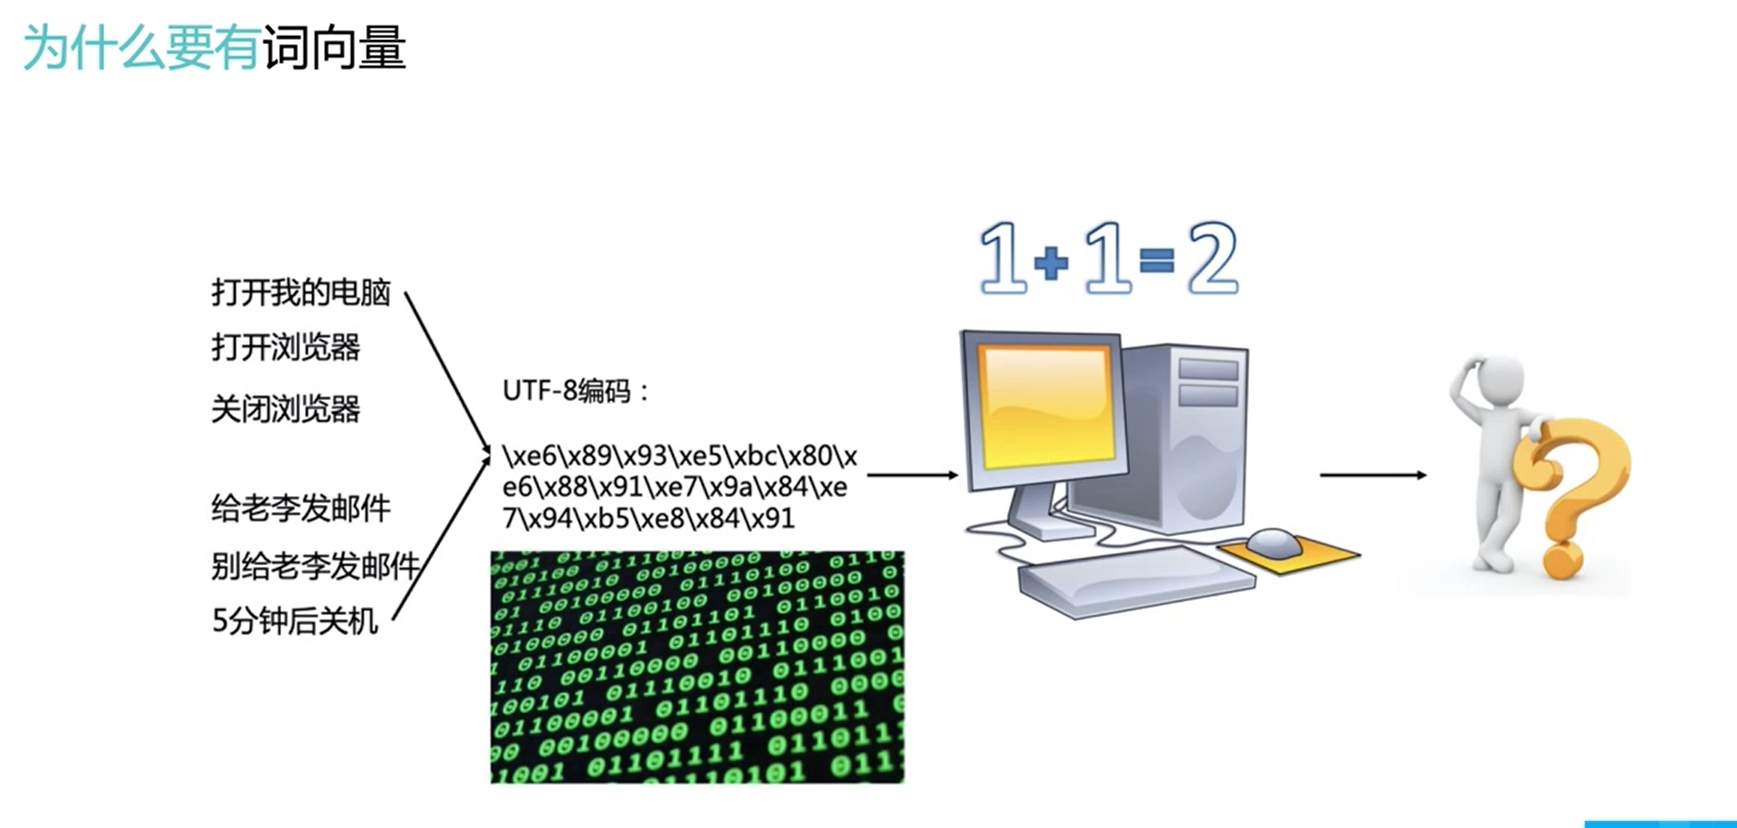 为什么要有词向量
打开我的电脑
打开浏览器
关闭浏览器
给老李发邮件
别给老李发邮件
5分钟后关机
UTF-8编码：
\xe6\x89\x93\xe5\xbc\x80\x
e6\x88\x91\xe7\x9a\x84\xe
7\x94\xb5\xe8\x84\x91
1+1=2